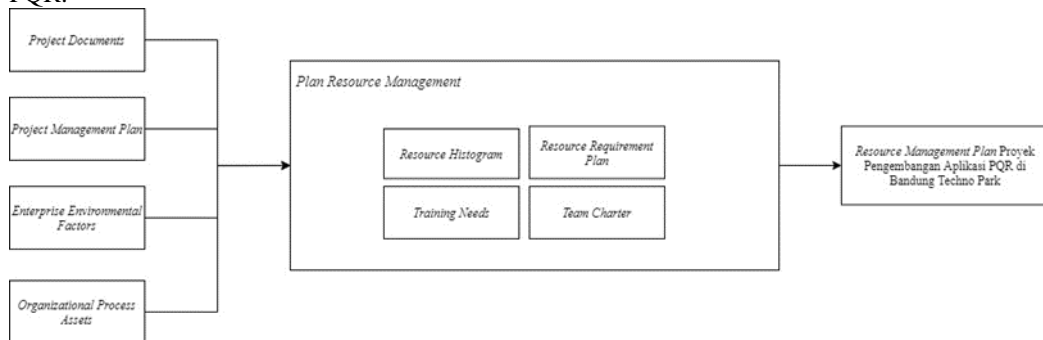 PQR.
Project Documents
Project Management Plan
Enterprise Environmental
Factors
Organizational Process
Assets
Plan Resource Management
Resource Histogram
Resource Requirement
Plan
Training Needs
Team Charter
Resource Management Plan Proyek
Pengembangan Aplikasi PQR di
Bandung Techno Park